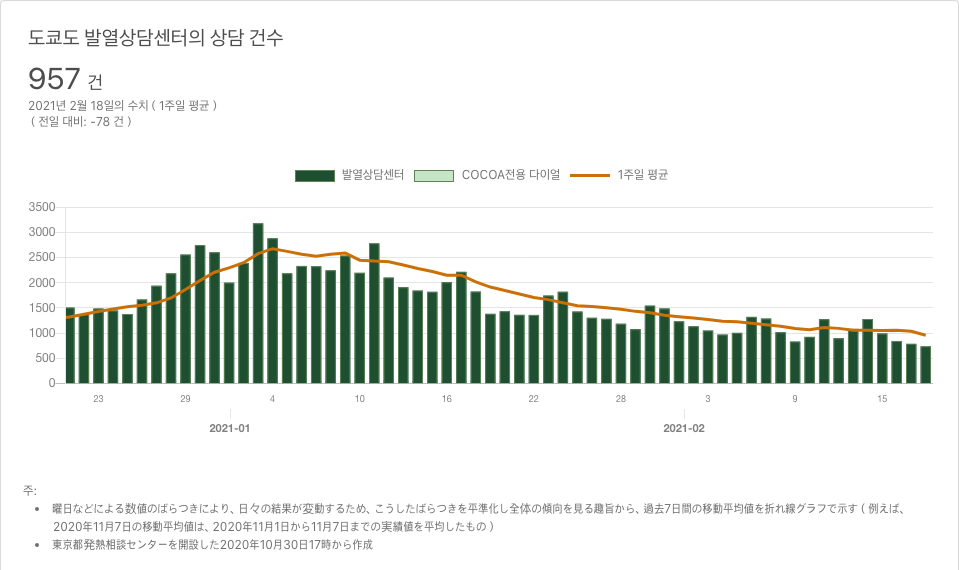 도쿄도 발열상담센터의 상담 건수
957 건
2021년 2월 18일의 수치 ( 1주일 평균 )
( 전일 대비: -78 건 )
발열상담센터 COCOA전용 다이얼 1주일 평균
3500
3000
2500
2000
1500
1000
500
0
23 29 4 10 16 22 28 3 9 15
2021-01 2021-02
주:
• 曜日などによる数値のばらつきにより、日々の結果が変動するため、こうしたばらつきを平準化し全体の傾向を見る趣旨から、過去7日間の移動平均値を折れ線グラフで示す ( 例えば、
2020年11月7日の移動平均値は、2020年11月1日から11月7日までの実績値を平均したもの )
• 東京都発熱相談センターを開設した2020年10月30日17時から作成